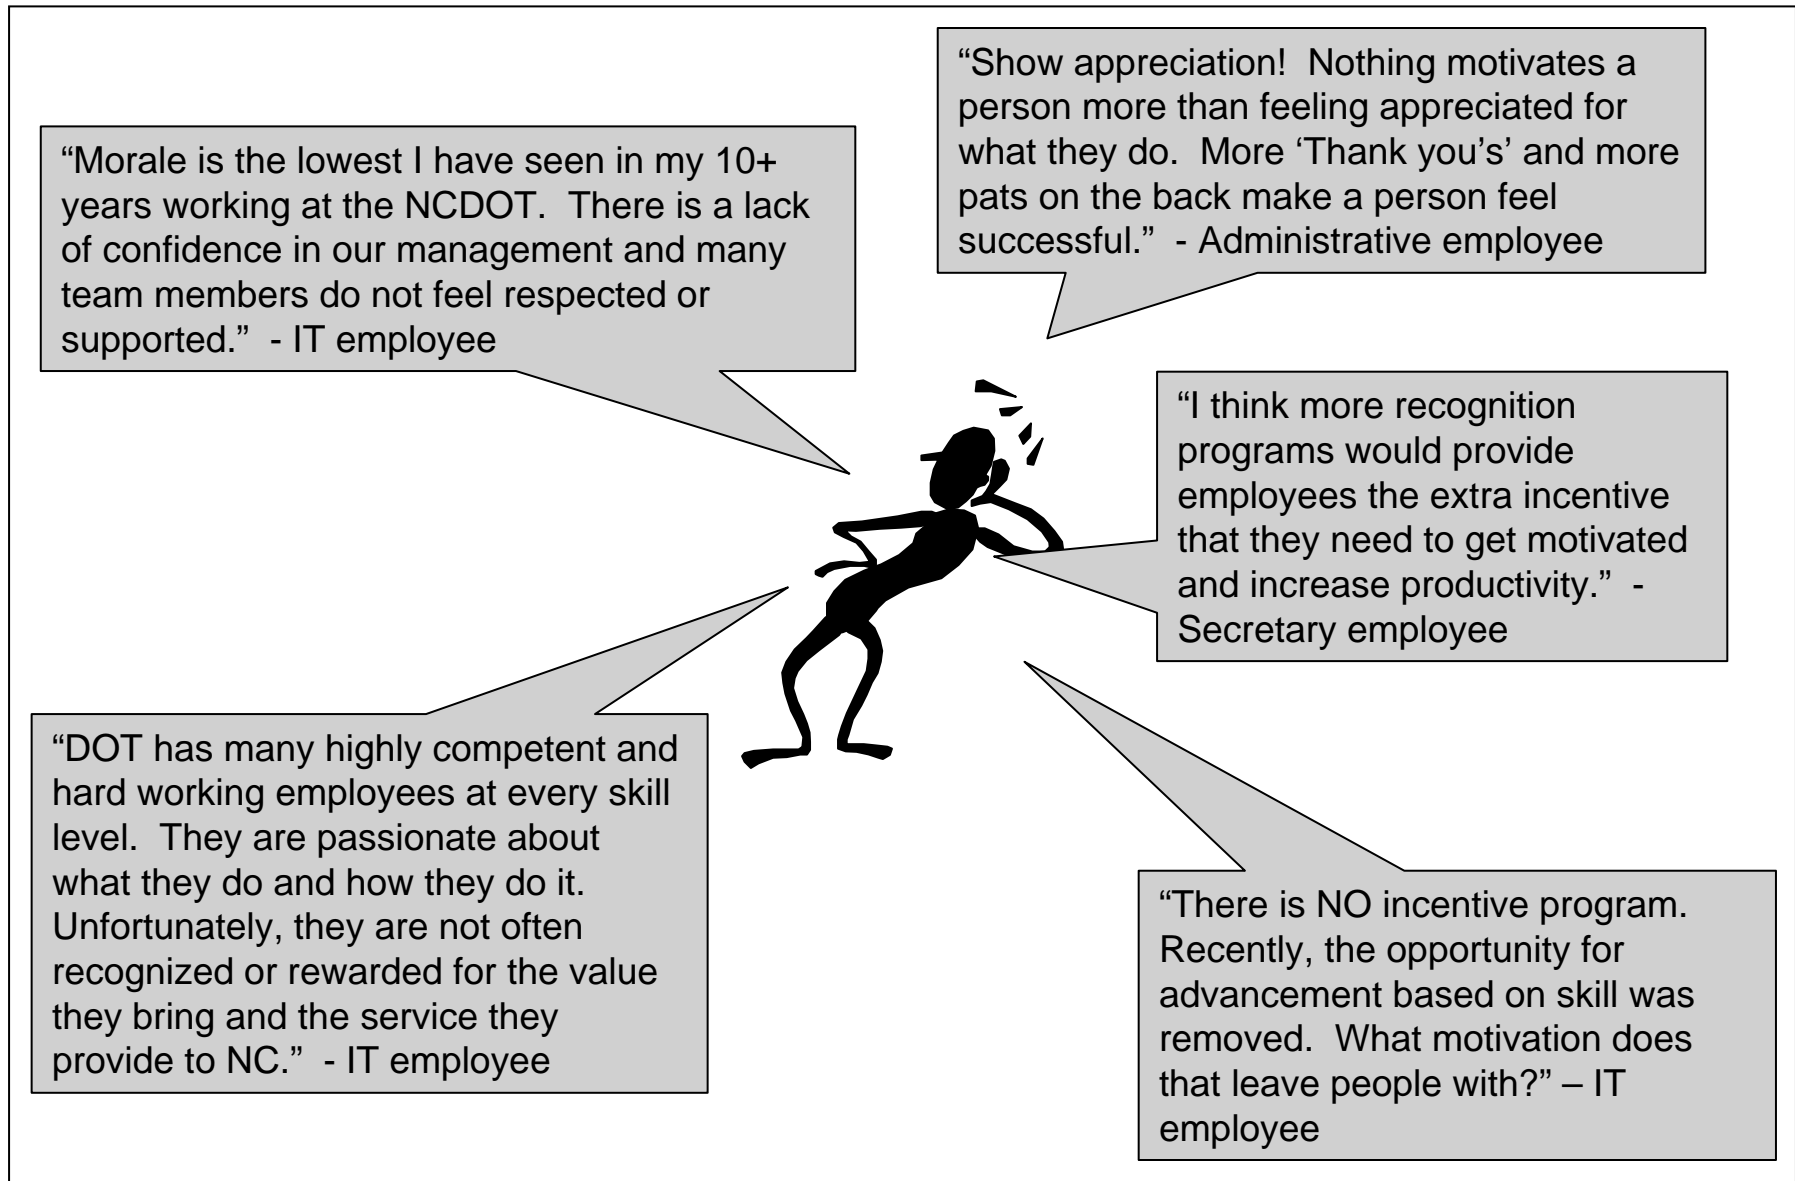 “Morale is the lowest I have seen in my 10+
years working at the NCDOT.  There is a lack
of confidence in our management and many
team members do not feel respected or
supported.”  - IT employee
“Show appreciation!  Nothing motivates a
person more than feeling appreciated for
what they do.  More ‘Thank you’s’ and more
pats on the back make a person feel
successful.”  - Administrative employee
“I think more recognition
programs would provide
employees the extra incentive
that they need to get motivated
and increase productivity.”  -
Secretary employee
“DOT has many highly competent and
hard working employees at every skill
level.  They are passionate about
what they do and how they do it.
Unfortunately, they are not often
recognized or rewarded for the value
they bring and the service they
provide to NC.”  - IT employee
“There is NO incentive program.
Recently, the opportunity for
advancement based on skill was
removed.  What motivation does
that leave people with?” – IT
employee